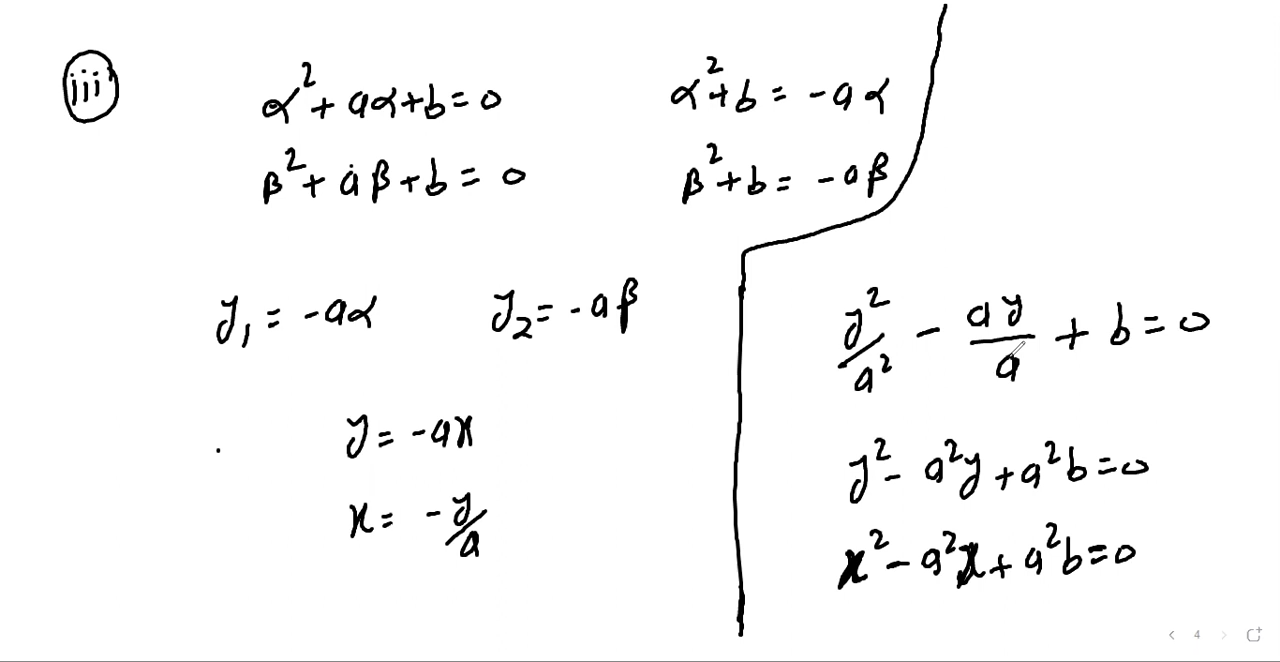 iii
α² + aα + b = 0    α² + b = -aα
β² + aβ + b = 0    β² + b = -aβ
y₁ = -aα    y₂ = -aβ
y = -ax
x = -y/a
y²/a² - ay/a + b = 0
y² - a²y + a²b = 0
x² - a²x + a²b = 0
< 4 >